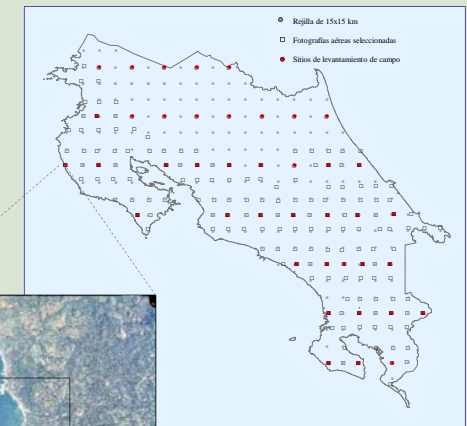 Rejilla de 15x15 km
Fotografías aéreas seleccionadas
Sitios de levantamiento de campo